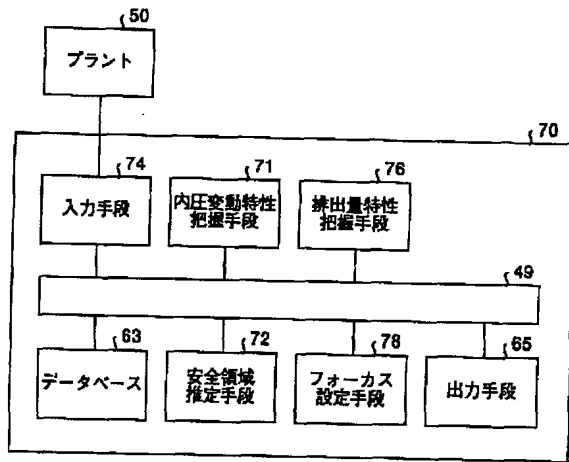 50
プラント
70
74
71
76
入力手段
内圧変動特性
把握手段
排出量特性
把握手段
49
63
72
78
65
データベース
安全領域
推定手段
フォーカス
設定手段
出力手段